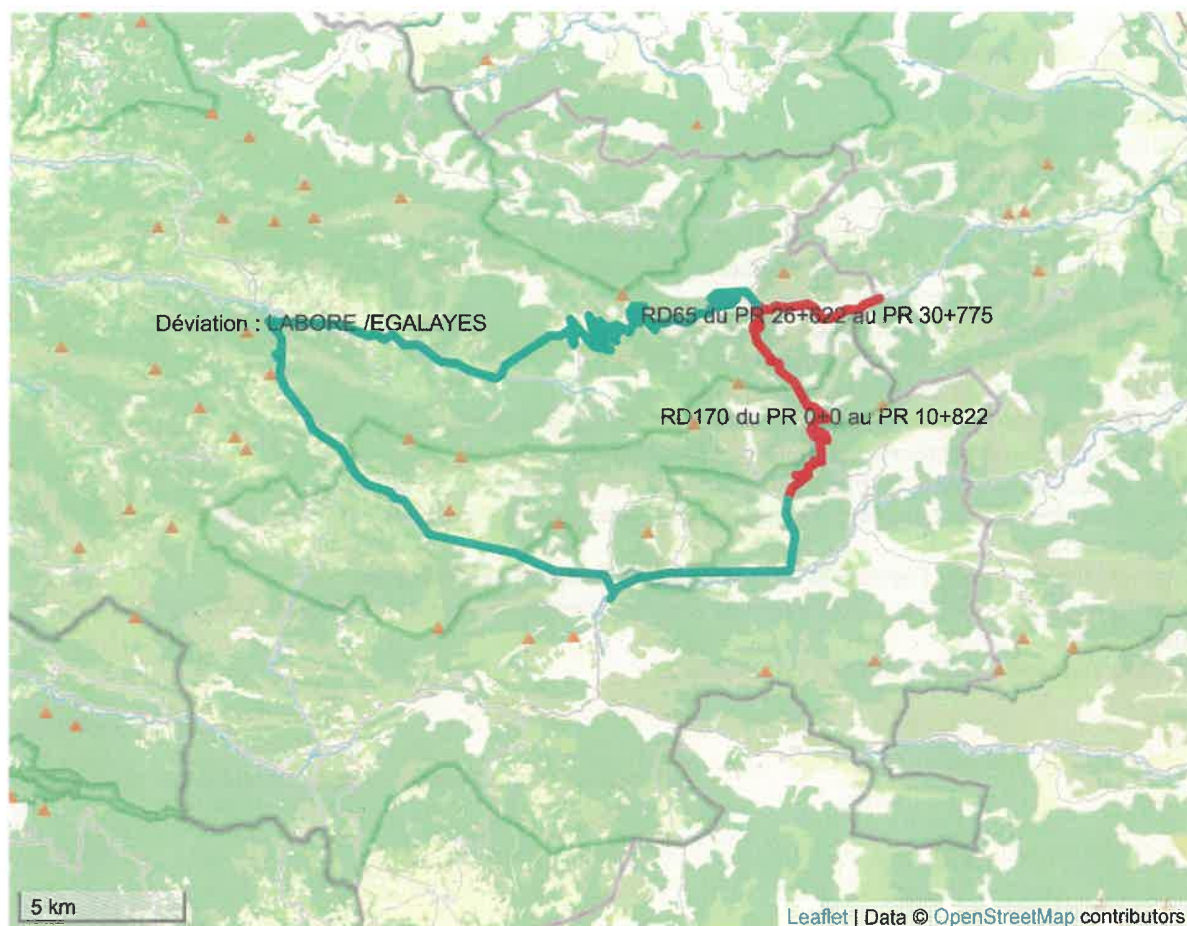 RD65 du PR 26+622 au PR 30+775
Déviation : LABORE /EGALAYES
RD170 du PR 0+0 au PR 10+822
5 km
Leaflet | Data © OpenStreetMap contributors